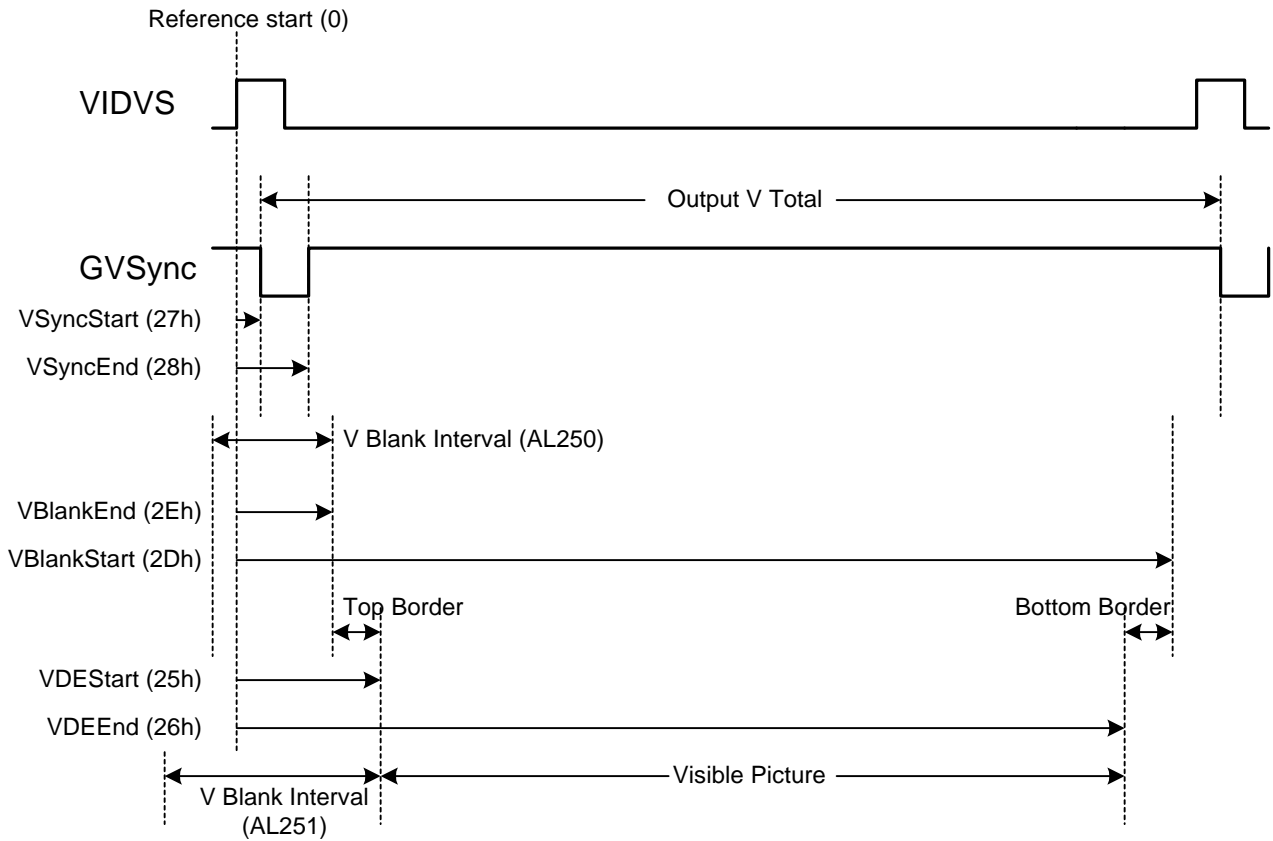 Reference start (0)
VIDVS
Output V Total
GVSync
VSyncStart (27h)
VSyncEnd (28h)
V Blank Interval (AL250)
VBlankEnd (2Eh)
VBlankStart (2Dh)
Top Border
Bottom Border
VDEStart (25h)
VDEEnd (26h)
Visible Picture
V Blank Interval
(AL251)